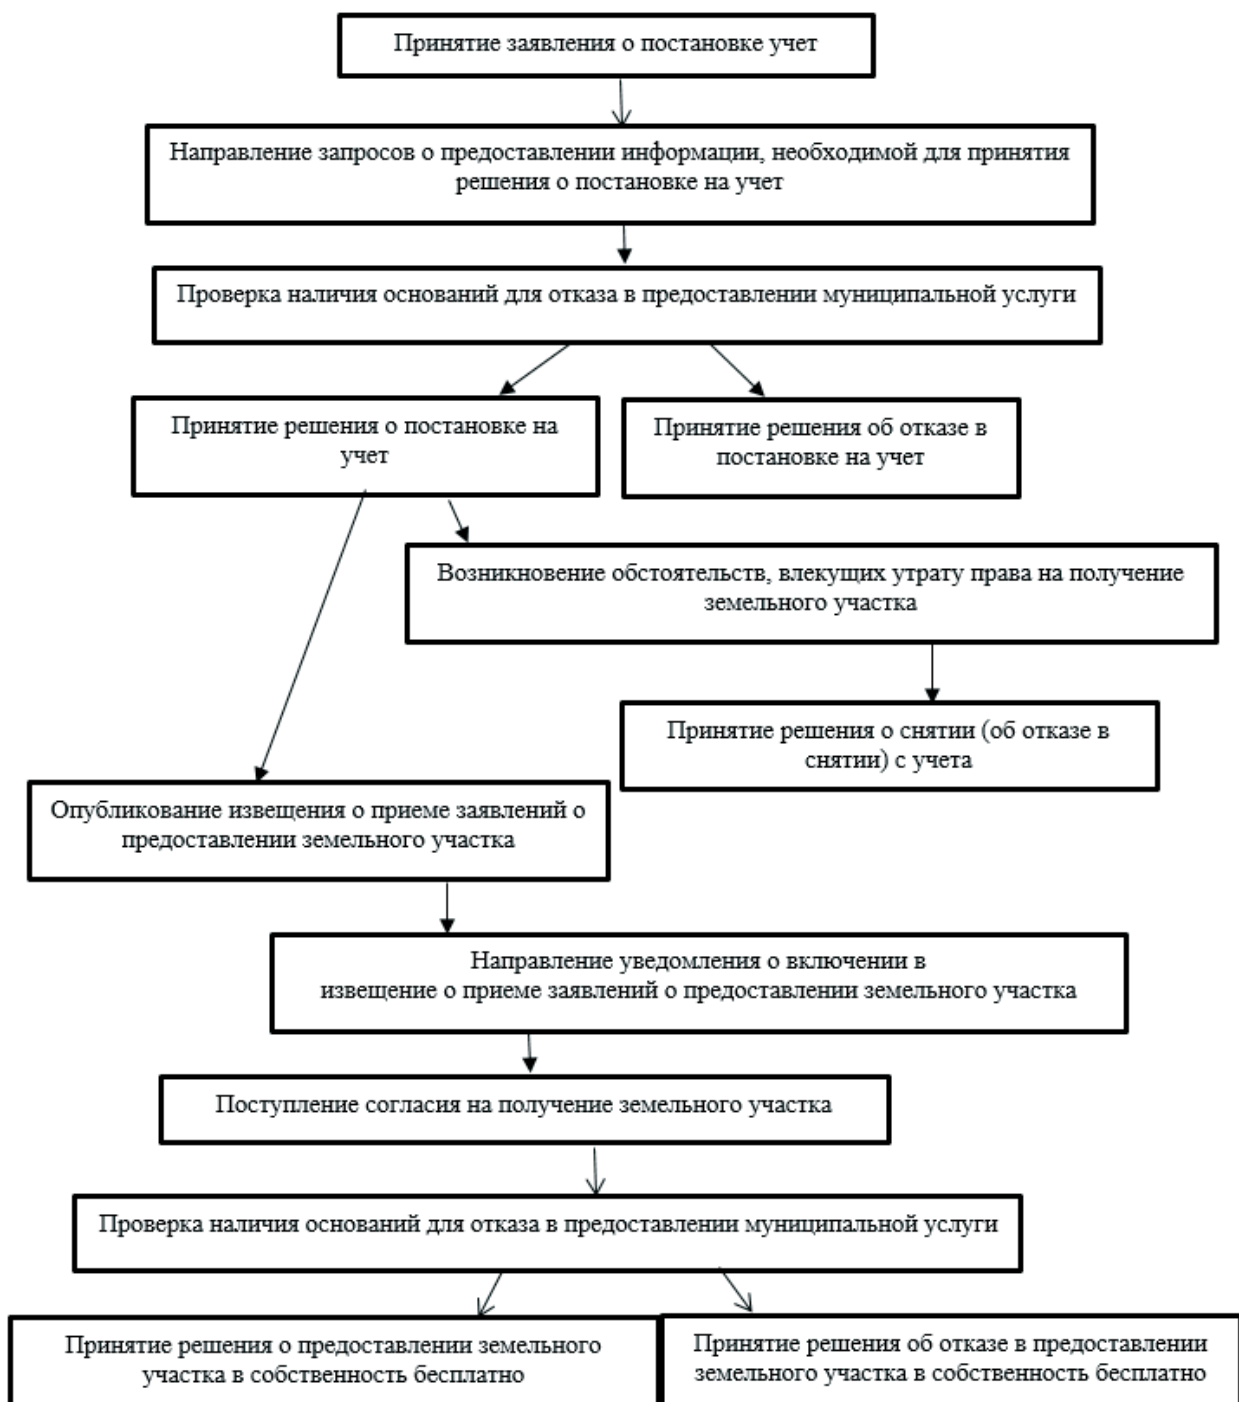 Принятие заявления о постановке учет
Направление запросов о предоставлении информации, необходимой для принятия
решения о постановке на учет
Проверка наличия оснований для отказа в предоставлении муниципальной услуги
Принятие решения о постановке на
учет
Принятие решения об отказе в
постановке на учет
Возникновение обстоятельств, влекущих утрату права на получение
земельного участка
Принятие решения о снятии (об отказе в
снятии) с учета
Опубликование извещения о приеме заявлений о
предоставлении земельного участка
Направление уведомления о включении в
извещение о приеме заявлений о предоставлении земельного участка
Поступление согласия на получение земельного участка
Проверка наличия оснований для отказа в предоставлении муниципальной услуги
Принятие решения о предоставлении земельного
участка в собственность бесплатно
Принятие решения об отказе в предоставлении
земельного участка в собственность бесплатно